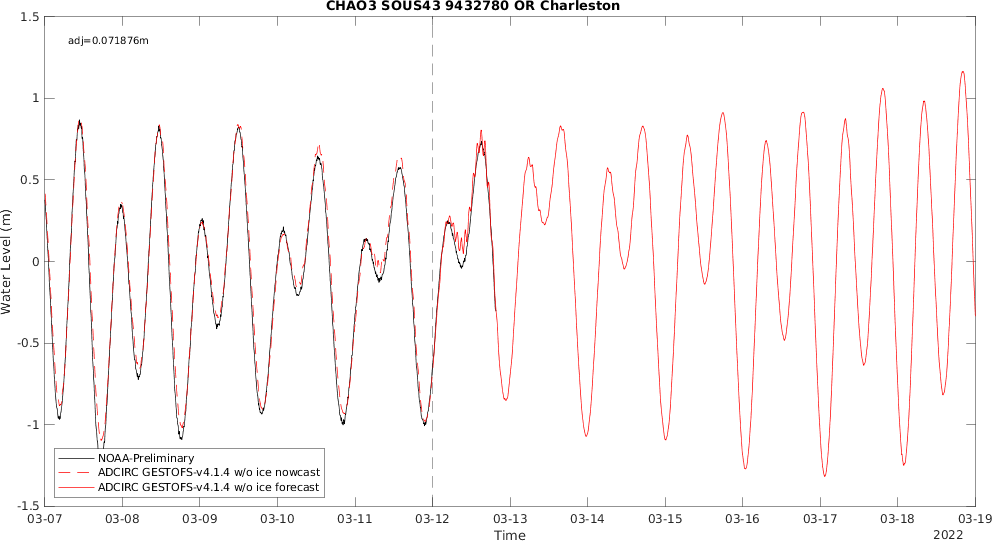 CHAO3 SOUS43 9432780 OR Charleston
adj=0.071876m
Water Level (m)
1.5
1
0.5
0
-0.5
-1
-1.5
NOAA-Preliminary
ADCIRC GESTOFS-v4.1.4 w/o ice nowcast
ADCIRC GESTOFS-v4.1.4 w/o ice forecast
03-07 03-08 03-09 03-10 03-11 03-12 03-13 03-14 03-15 03-16 03-17 03-18 03-19
Time
2022